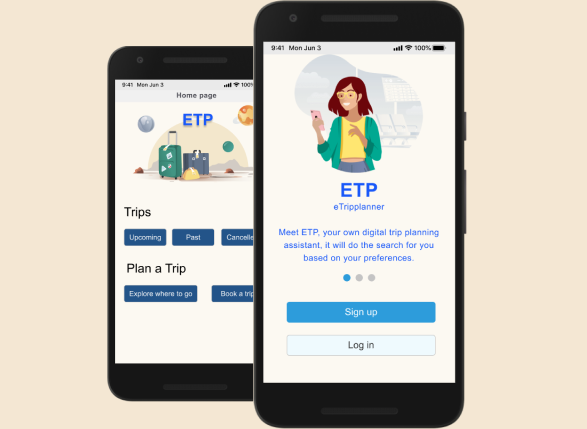 9:41 Mon Jun 3
Home page
ETP
Trips
Upcoming
Past
Plan a Trip
Explore where to go
Book a trip
9:41 Mon Jun 3
100%
ETP
eTripplanner
Meet ETP, your own digital trip planning
assistant, it will do the search for you
based on your preferences.
Sign up
Log in